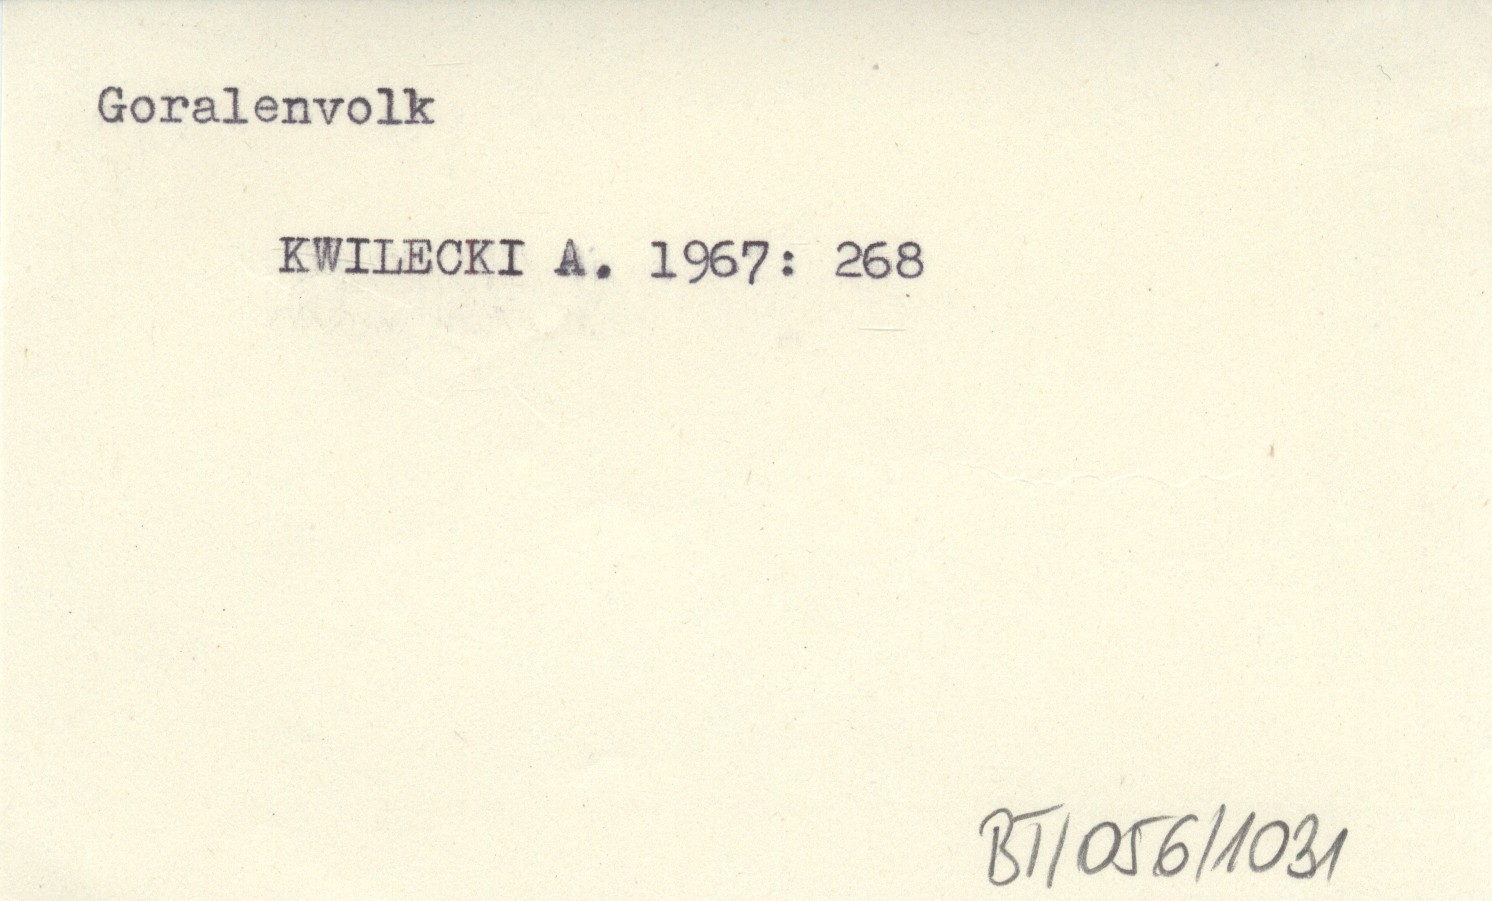 Goralenvolk
KWILECKI A. 1967: 268
BT/056/1031